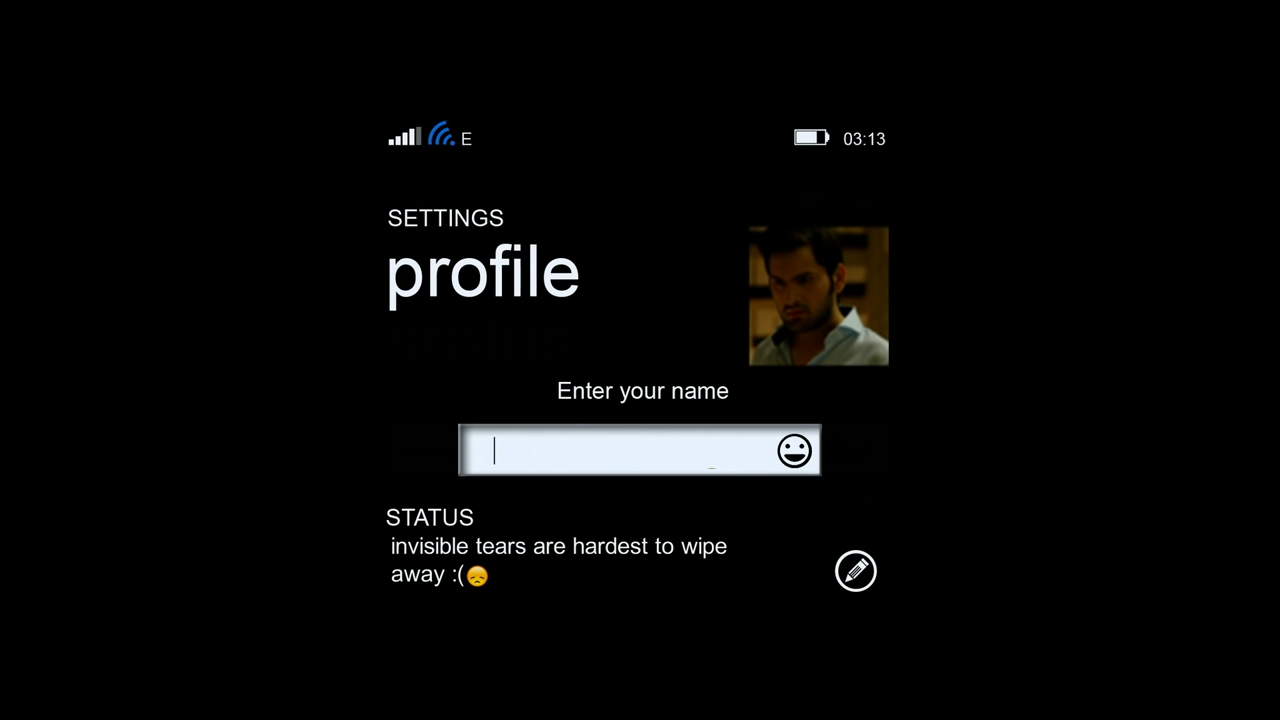 E 03:13
SETTINGS
profile
Enter your name
STATUS
invisible tears are hardest to wipe
away :(😞